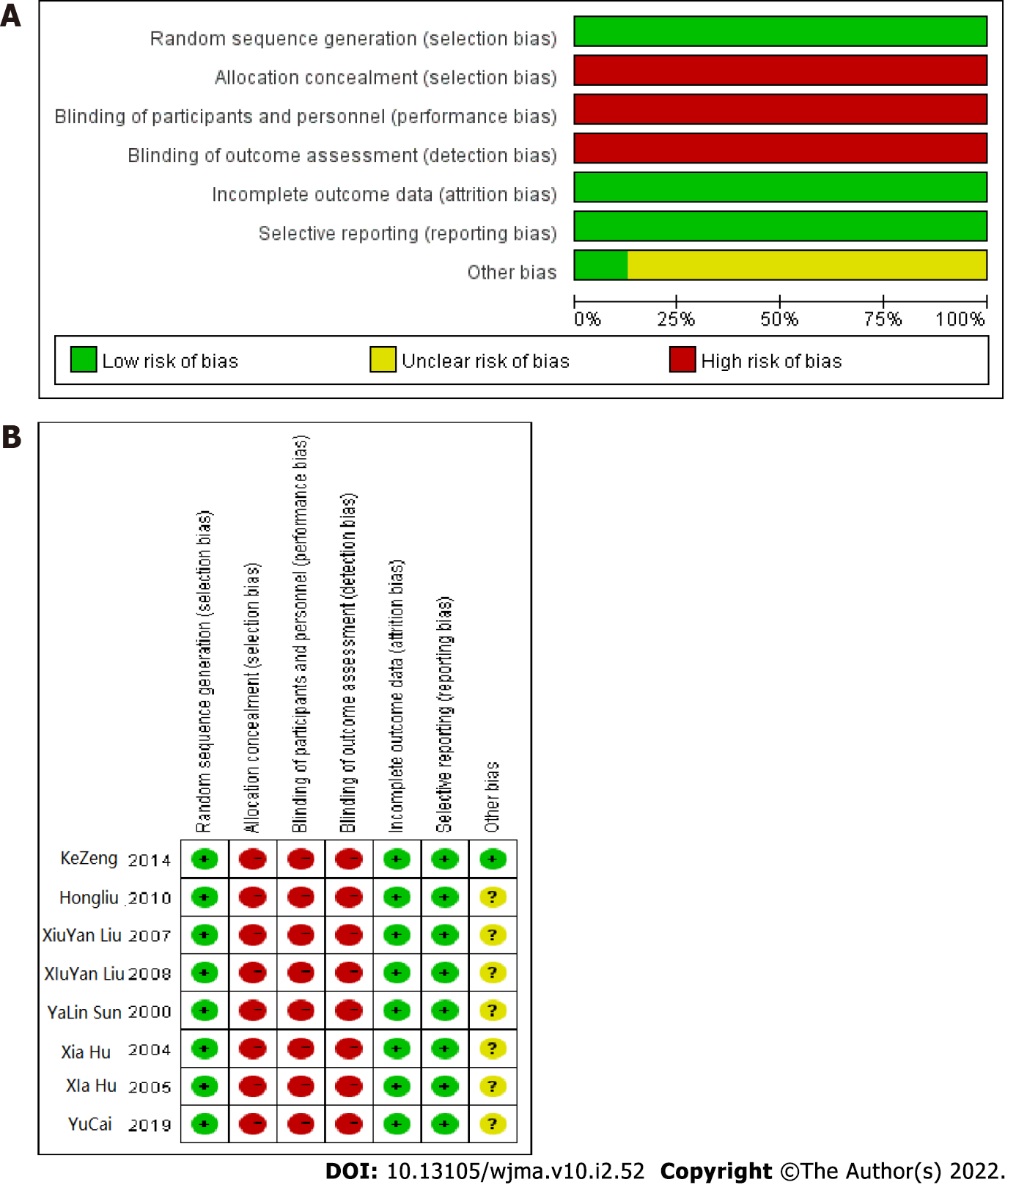 A
Random sequence generation (selection bias)
Allocation concealment (selection bias)
Blinding of participants and personnel (performance bias)
Blinding of outcome assessment (detection bias)
Incomplete outcome data (attrition bias)
Selective reporting (reporting bias)
Other bias
0% 25% 50% 75% 100%
Low risk of bias Unclear risk of bias High risk of bias
B
Random sequence generation (selection bias)
Allocation concealment (selection bias)
Blinding of participants and personnel (performance bias)
Blinding of outcome assessment (detection bias)
Incomplete outcome data (attrition bias)
Selective reporting (reporting bias)
Other bias
KeZeng 2014 + - - - + + +
Hongliu 2010 + - - - + + ?
XiuYan Liu 2007 + - - - + + ?
XIuYan Liu 2008 + - - - + + ?
YaLin Sun 2000 + - - - + + ?
Xia Hu 2004 + - - - + + ?
XIa Hu 2005 + - - - + + ?
YuCai 2019 + - - - + + ?
DOI: 10.13105/wjma.v10.i2.52 Copyright ©The Author(s) 2022.